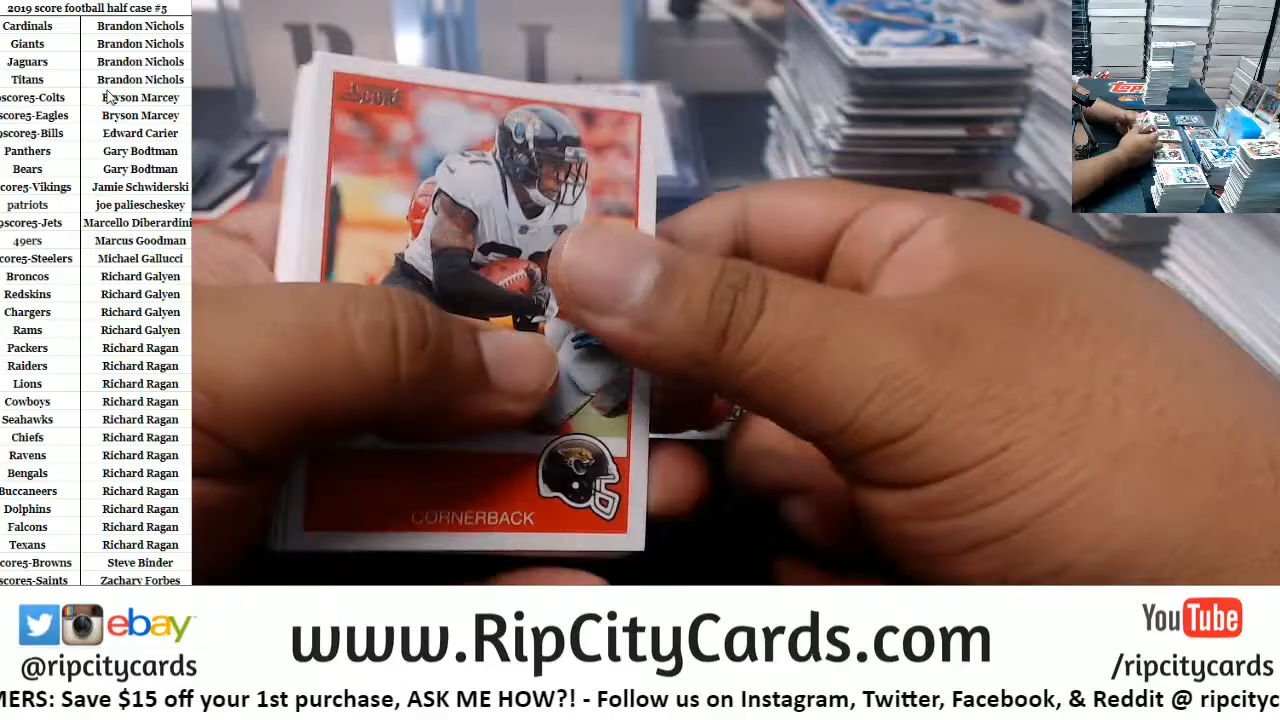 2019 score football half case #5
Cardinals Brandon Nichols
Giants Brandon Nichols
Jaguars Brandon Nichols
Titans Brandon Nichols
score5-Colts Bryson Marcey
score5-Eagles Bryson Marcey
9score5-Bills Edward Carier
Panthers Gary Bodtman
Bears Gary Bodtman
core5-Vikings Jamie Schwiderski
patriots joe paliescheskey
9score5-Jets Marcello Diberardini
49ers Marcus Goodman
core5-Steelers Michael Gallucci
Broncos Richard Galyen
Redskins Richard Galyen
Chargers Richard Galyen
Rams Richard Galyen
Packers Richard Ragan
Raiders Richard Ragan
Lions Richard Ragan
Cowboys Richard Ragan
Seahawks Richard Ragan
Chiefs Richard Ragan
Ravens Richard Ragan
Bengals Richard Ragan
Buccaneers Richard Ragan
Dolphins Richard Ragan
Falcons Richard Ragan
Texans Richard Ragan
core5-Browns Steve Binder
score5-Saints Zachary Forbes
SCORE
CORNERBACK
ebay
@ripcitycards
www.RipCityCards.com
YouTube
/ripcitycards
MERS: Save $15 off your 1st purchase, ASK ME HOW?! - Follow us on Instagram, Twitter, Facebook, & Reddit @ ripcityc